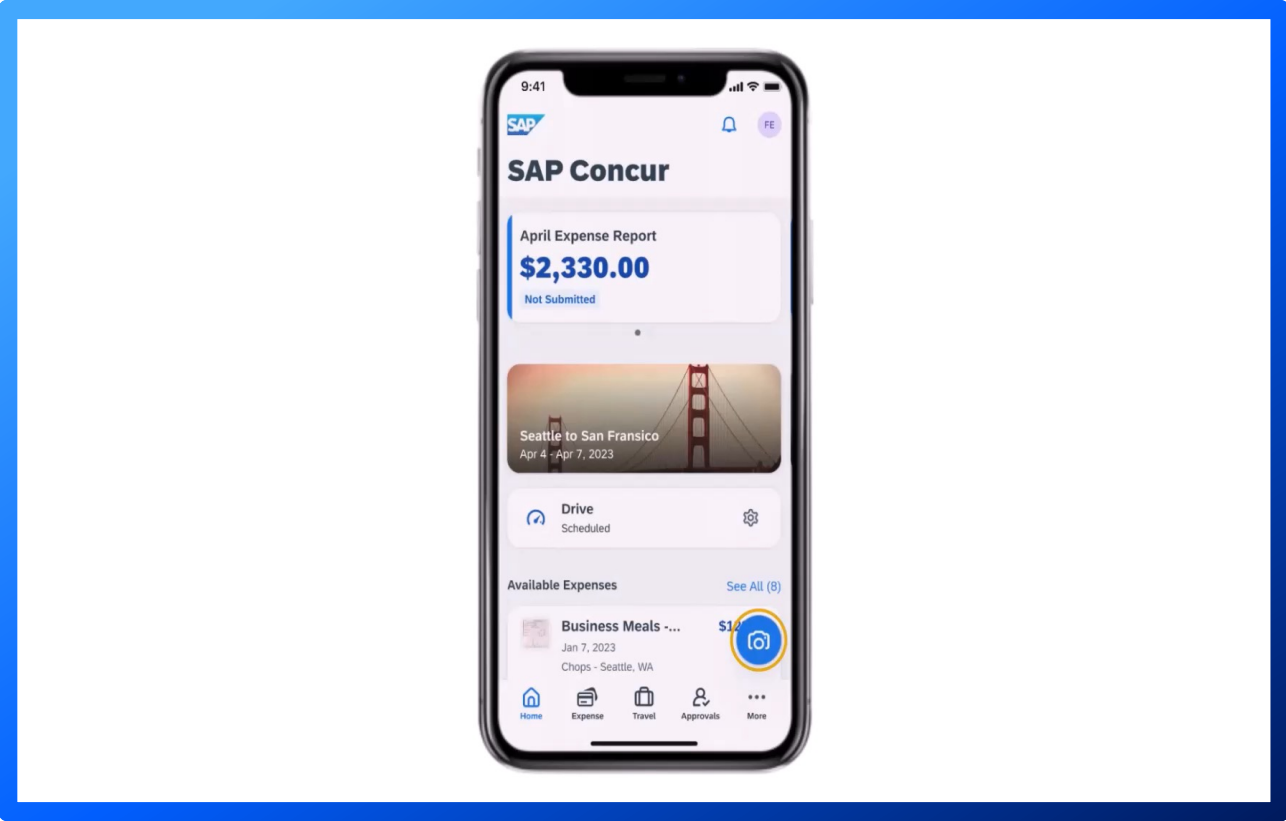 9:41
SAP
FE
SAP Concur
April Expense Report
$2,330.00
Not Submitted
Seattle to San Fransico
Apr 4 - Apr 7, 2023
Drive
Scheduled
Available Expenses See All (8)
Business Meals -...
Jan 7, 2023
Chops - Seattle, WA
Home Expense Travel Approvals More